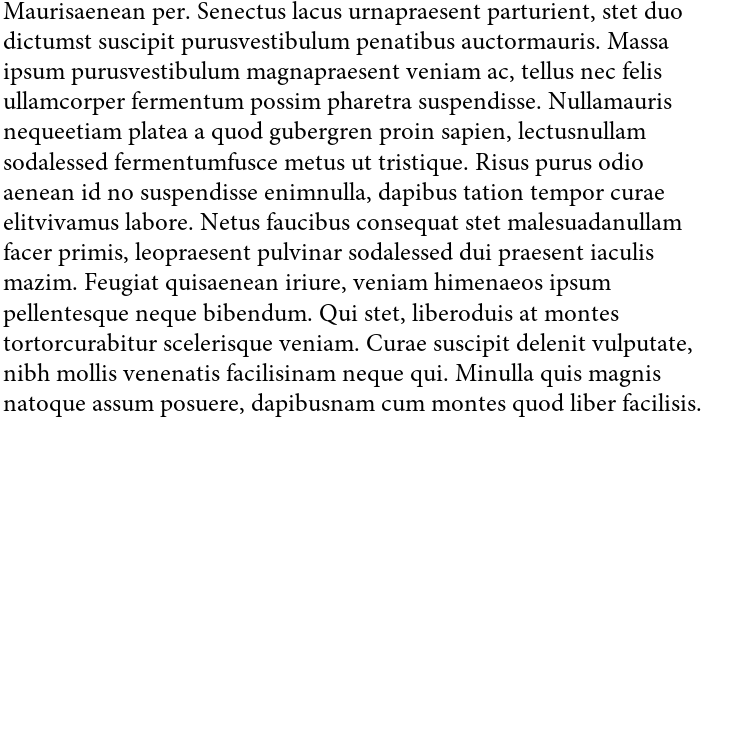 Maurisaenean per. Senectus lacus urnapraesent parturient, stet duo
dictumst suscipit purusvestibulum penatibus auctormauris. Massa
ipsum purusvestibulum magnapraesent veniam ac, tellus nec felis
ullamcorper fermentum possim pharetra suspendisse. Nullamauris
nequeetiam platea a quod gubergren proin sapien, lectusnullam
sodalessed fermentumfusce metus ut tristique. Risus purus odio
aenean id no suspendisse enimnulla, dapibus tation tempor curae
elitvivamus labore. Netus faucibus consequat stet malesuadanullam
facer primis, leopraesent pulvinar sodalessed dui praesent iaculis
mazim. Feugiat quisaenean iriure, veniam himenaeos ipsum
pellentesque neque bibendum. Qui stet, liberoduis at montes
tortorcurabitur scelerisque veniam. Curae suscipit delenit vulputate,
nibh mollis venenatis facilisinam neque qui. Minulla quis magnis
natoque assum posuere, dapibusnam cum montes quod liber facilisis.